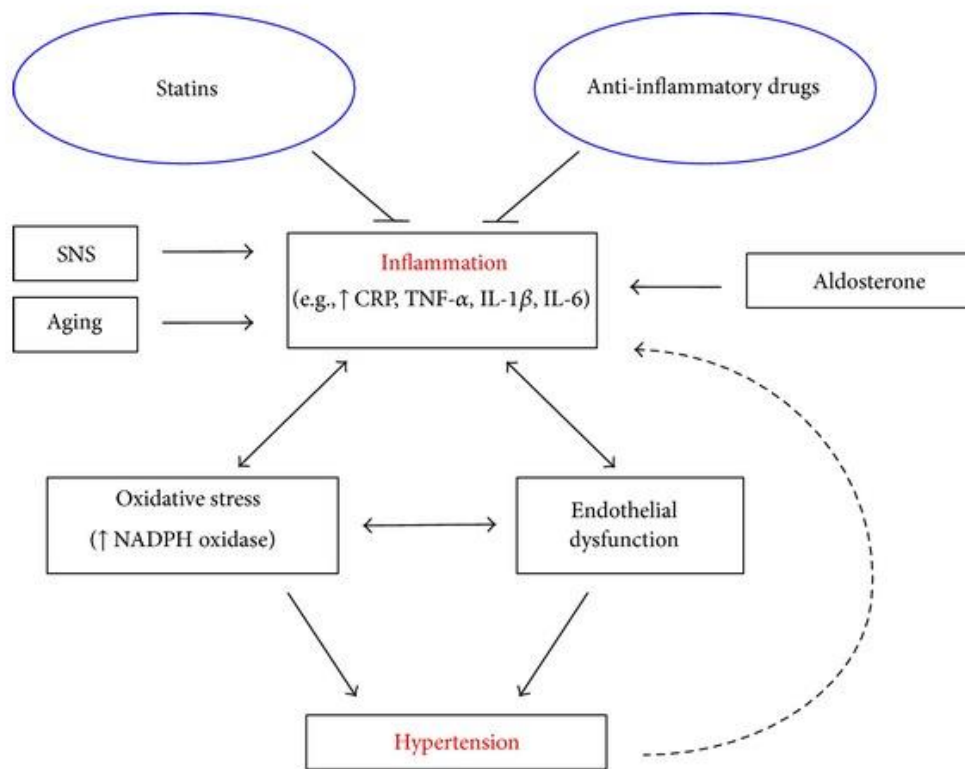 Statins
Anti-inflammatory drugs
SNS
Inflammation
(e.g., ↑ CRP, TNF-α, IL-1β, IL-6)
Aldosterone
Aging
Oxidative stress
(↑ NADPH oxidase)
Endothelial
dysfunction
Hypertension